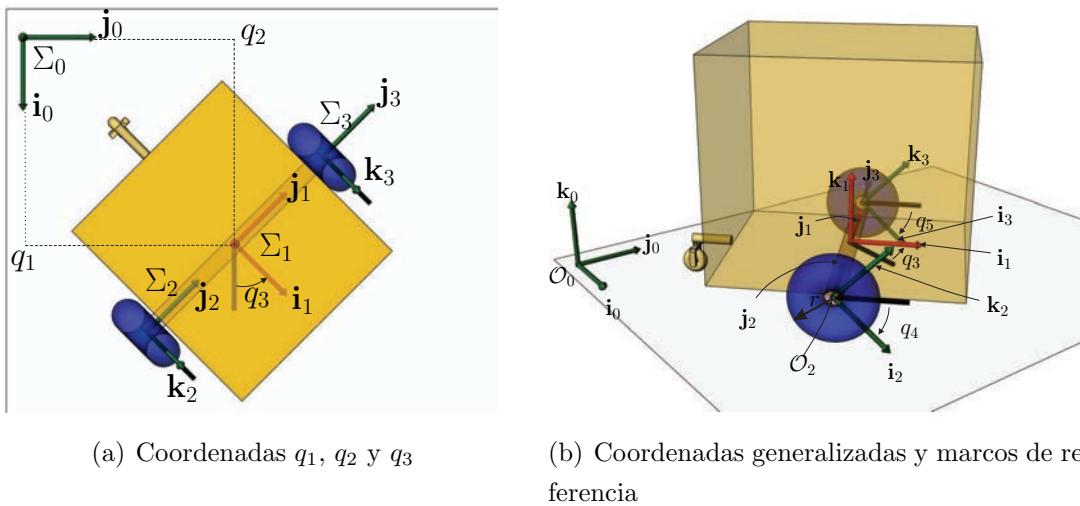 j₀
q₂
Σ₀
i₀
j₃
Σ₃
k₃
j₁
q₁
Σ₁
Σ₂
j₂
q₃
i₁
k₂
k₃
k₁
j₃
k₀
q₅
i₃
j₁
j₀
q₃
i₁
𝒪₀
i₀
r
k₂
j₂
q₄
𝒪₂
i₂
(a) Coordenadas q₁, q₂ y q₃
(b) Coordenadas generalizadas y marcos de re
ferencia